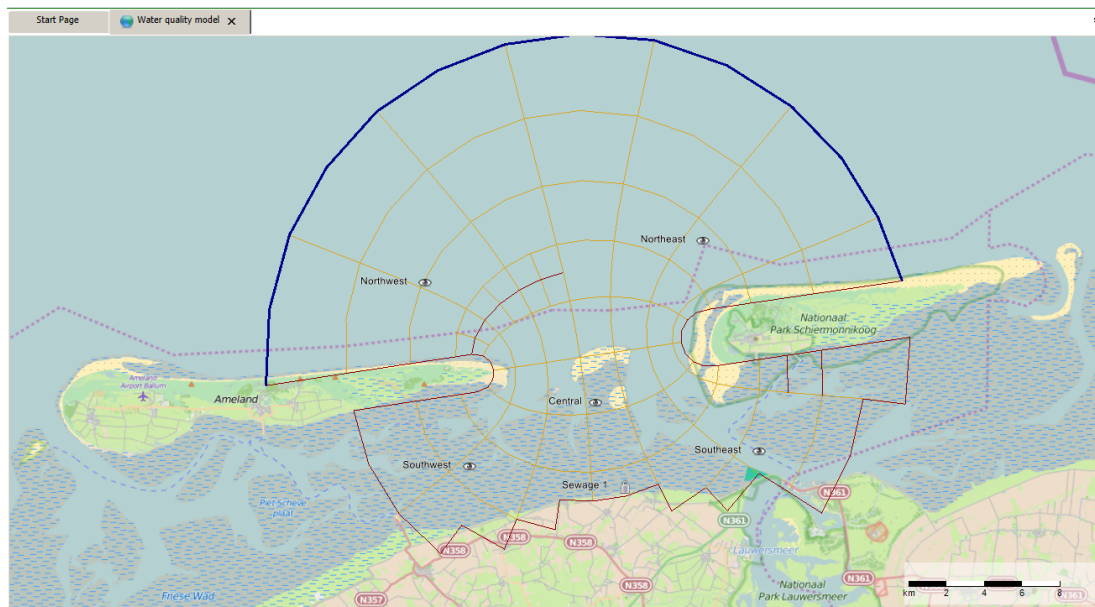 Start Page
Water quality model
Northeast
Northwest
Nationaal
Park Schiermonnikoog
Ameland
Airport Ballum
Ameland
Central
Southwest
Southeast
Sewage 1
Piet Scheve
plaat
N361
N361
N358
N358
N358
N358
N357
Lauwersmeer
Nationaal
Park Lauwersmeer
N361
N361
Friese Wad
km 2 4 6 8